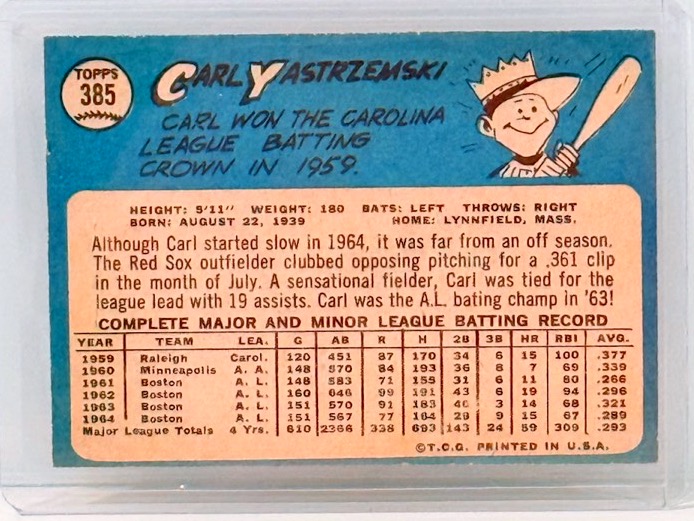 TOPPS
385
CARL YASTRZEMSKI
CARL WON THE CAROLINA
LEAGUE BATTING
CROWN IN 1959.
HEIGHT: 5'11" WEIGHT: 180 BATS: LEFT THROWS: RIGHT
BORN: AUGUST 22, 1939 HOME: LYNNFIELD, MASS.
Although Carl started slow in 1964, it was far from an off season.
The Red Sox outfielder clubbed opposing pitching for a .361 clip
in the month of July. A sensational fielder, Carl was tied for the
league lead with 19 assists. Carl was the A.L. bating champ in '63!
COMPLETE MAJOR AND MINOR LEAGUE BATTING RECORD
YEAR TEAM LEA. G AB R H 2B 3B HR RBI AVG.
1959 Raleigh Carol. 120 451 87 170 34 6 15 100 .377
1960 Minneapolis A. A. 148 570 84 193 36 8 7 69 .339
1961 Boston A. L. 148 583 71 155 31 6 11 80 .266
1962 Boston A. L. 160 646 99 191 43 6 19 94 .296
1963 Boston A. L. 151 570 91 183 40 3 14 68 .321
1964 Boston A. L. 151 567 77 164 29 9 15 67 .289
Major League Totals 4 Yrs. 610 2366 338 693 143 24 59 309 .293
©T.C.G. PRINTED IN U.S.A.